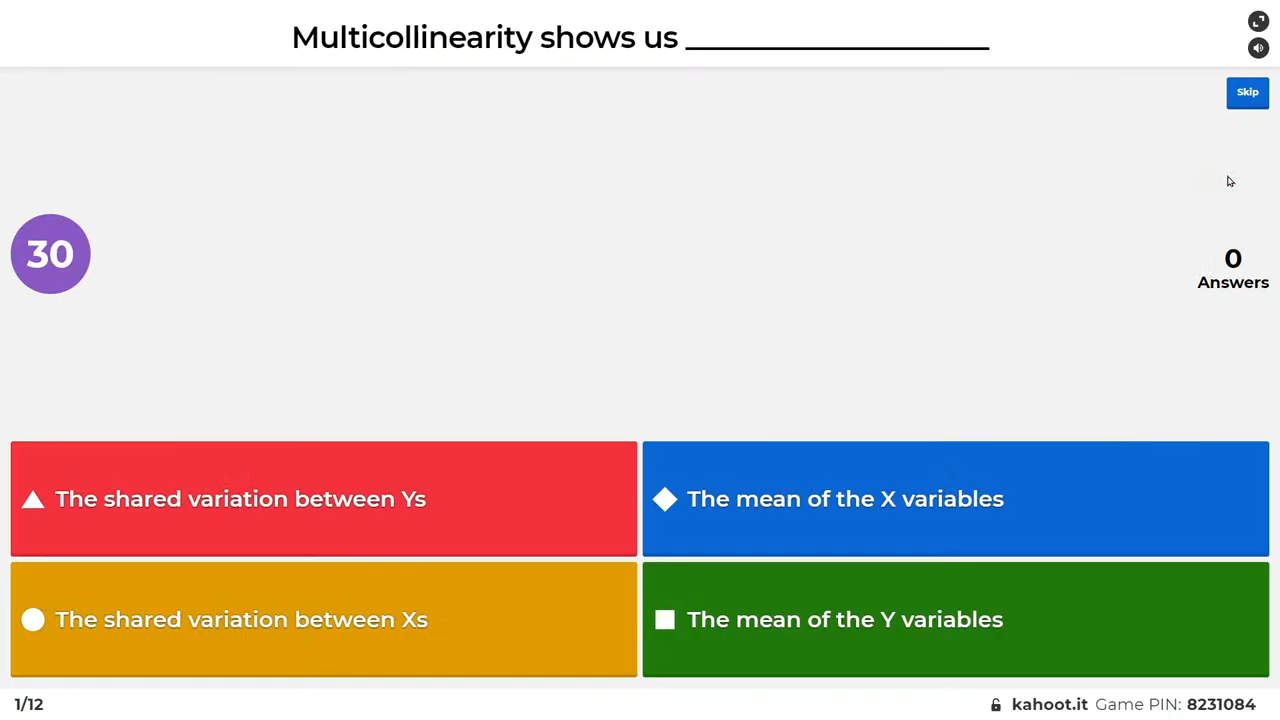 Multicollinearity shows us ___________________
Skip
30
0
Answers
The shared variation between Ys
The mean of the X variables
The shared variation between Xs
The mean of the Y variables
1/12
kahoot.it Game PIN: 8231084